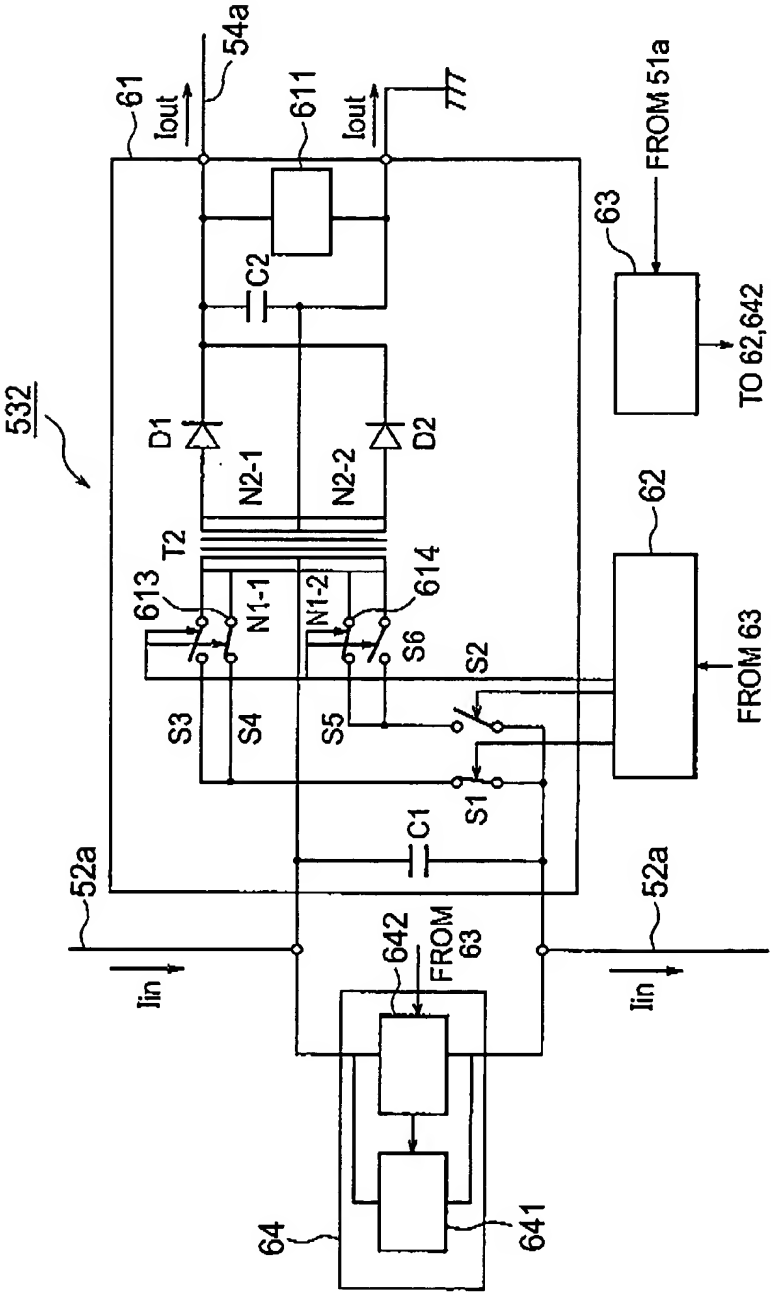 532
61
Iout
54a
611
Iout
C2
D1
D2
N2-1
N2-2
T2
613
N1-1
N1-2
614
S3
S4
S5
S6
S2
S1
C1
52a
Iin
52a
Iin
62
FROM 63
63
FROM 51a
TO 62,642
642
FROM
63
64
641